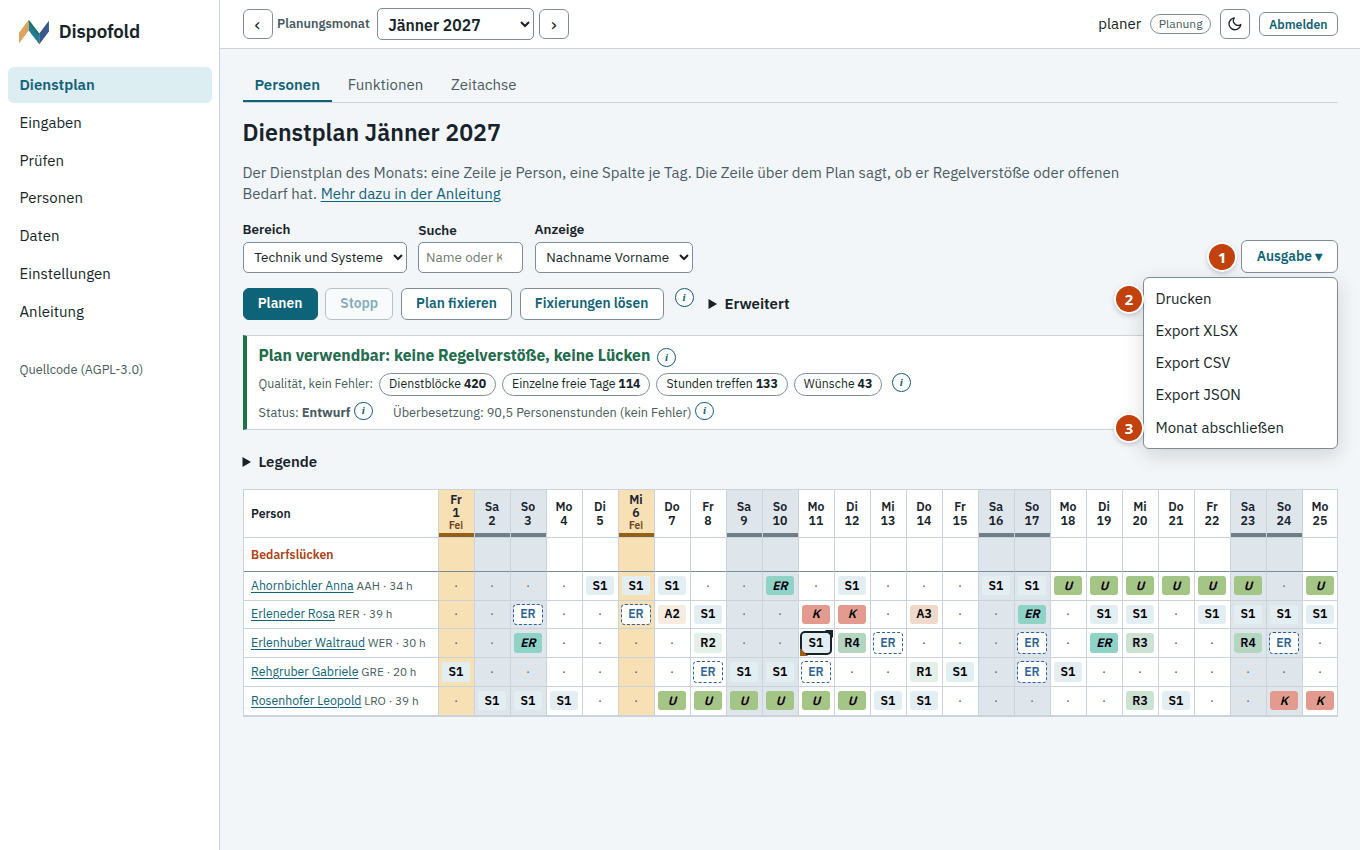 Dispofold
‹ Planungsmonat Jänner 2027 ›
planer Planung Abmelden
Dienstplan
Eingaben
Prüfen
Personen
Daten
Einstellungen
Anleitung
Quellcode (AGPL-3.0)
Personen Funktionen Zeitachse
Dienstplan Jänner 2027
Der Dienstplan des Monats: eine Zeile je Person, eine Spalte je Tag. Die Zeile über dem Plan sagt, ob er Regelverstöße oder offenen
Bedarf hat. Mehr dazu in der Anleitung
Bereich Suche Anzeige
Technik und Systeme Name oder K Nachname Vorname
1 Ausgabe ▾
2 Drucken
Export XLSX
Export CSV
Export JSON
3 Monat abschließen
Planen Stopp Plan fixieren Fixierungen lösen i ▶ Erweitert
Plan verwendbar: keine Regelverstöße, keine Lücken i
Qualität, kein Fehler: Dienstblöcke 420 Einzelne freie Tage 114 Stunden treffen 133 Wünsche 43 i
Status: Entwurf i Überbesetzung: 90,5 Personenstunden (kein Fehler) i
▶ Legende
Person Fr 1 Fei Sa 2 So 3 Mo 4 Di 5 Mi 6 Fei Do 7 Fr 8 Sa 9 So 10 Mo 11 Di 12 Mi 13 Do 14 Fr 15 Sa 16 So 17 Mo 18 Di 19 Mi 20 Do 21 Fr 22 Sa 23 So 24 Mo 25
Bedarfslücken
Ahornbichler Anna AAH · 34 h · · · · S1 S1 S1 · · ER · S1 · · · S1 S1 U U U U U U · U
Erleneder Rosa RER · 39 h · · ER · · ER A2 S1 · · K K · A3 · · ER · S1 S1 · S1 S1 S1 S1
Erlenhuber Waltraud WER · 30 h · · ER · · · · R2 · · S1 R4 ER · · · ER · ER R3 · · R4 ER ·
Rehgruber Gabriele GRE · 20 h S1 · · · · · · ER S1 S1 ER · · R1 S1 · ER S1 · · · · · · ·
Rosenhofer Leopold LRO · 39 h · S1 S1 S1 · · U U U U U U S1 S1 · · · · · R3 S1 · · K K